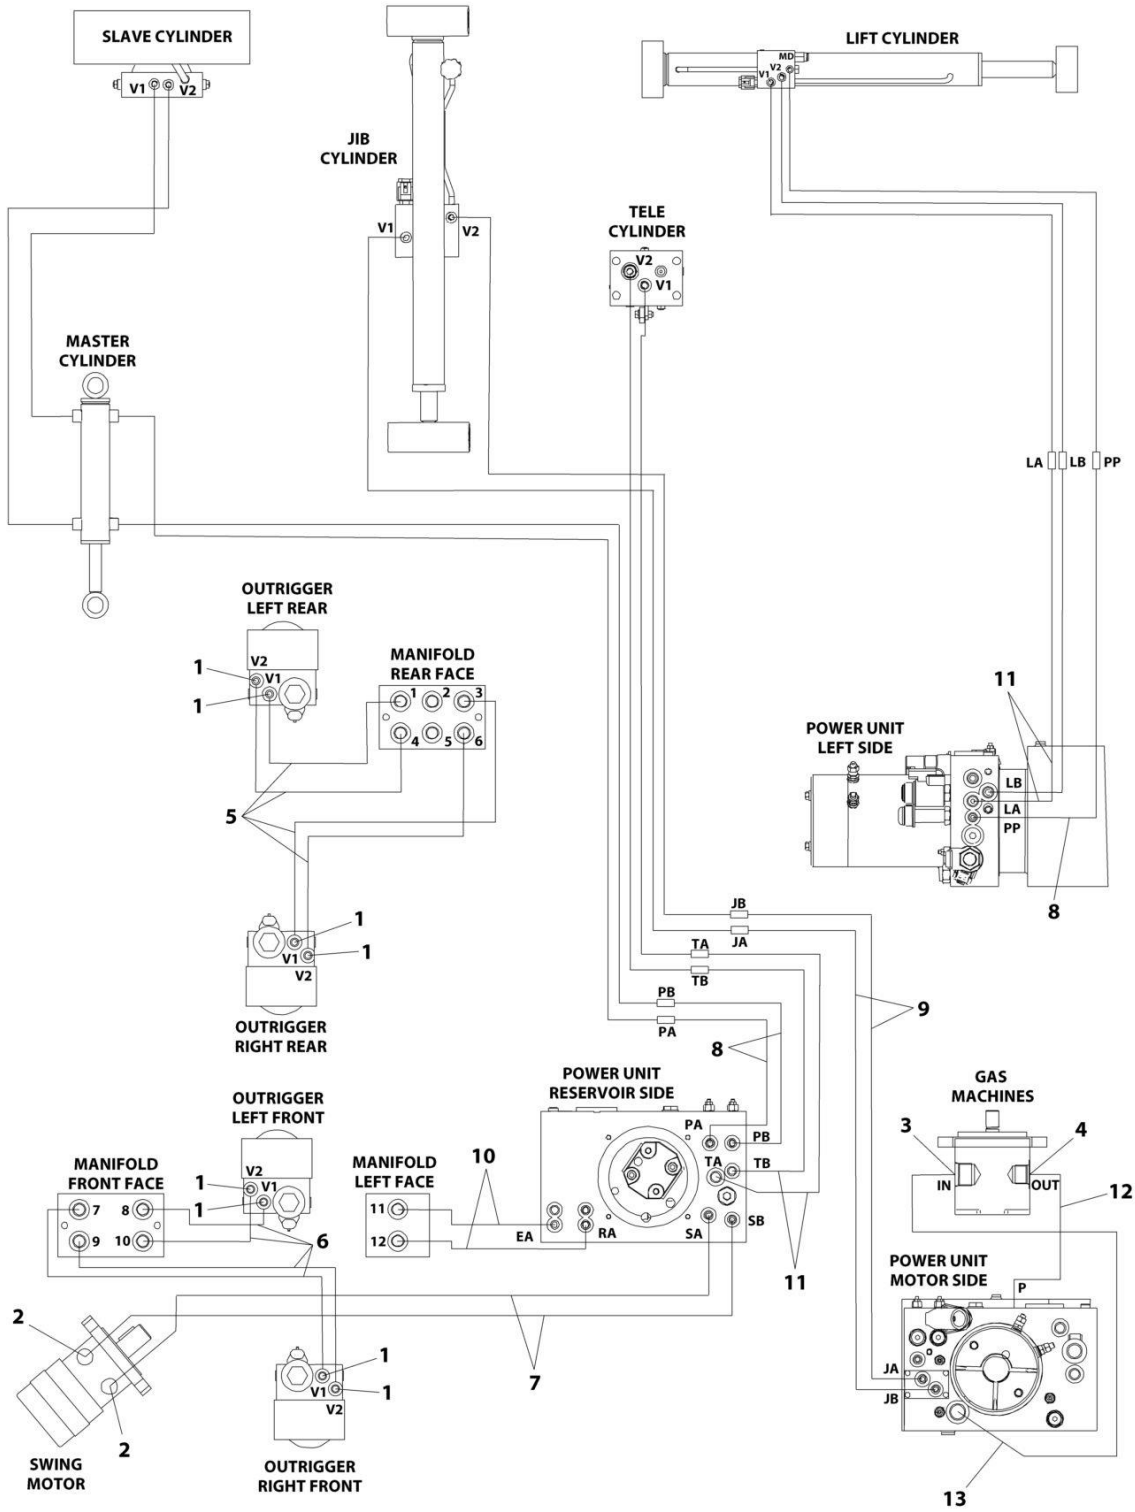 SLAVE CYLINDER
V1
V2
LIFT CYLINDER
MD
V2
V1
JIB
CYLINDER
V1
V2
TELE
CYLINDER
V2
V1
MASTER
CYLINDER
LA
LB
PP
OUTRIGGER
LEFT REAR
V2
V1
1
1
MANIFOLD
REAR FACE
1
2
3
4
5
6
5
11
POWER UNIT
LEFT SIDE
LB
LA
PP
8
1
1
V1
V2
OUTRIGGER
RIGHT REAR
JB
JA
TA
TB
PB
PA
9
8
POWER UNIT
RESERVOIR SIDE
PA
PB
TA
TB
EA
RA
SA
SB
GAS
MACHINES
3
4
IN
OUT
12
OUTRIGGER
LEFT FRONT
V2
V1
1
1
MANIFOLD
FRONT FACE
7
8
9
10
MANIFOLD
LEFT FACE
11
12
10
6
11
POWER UNIT
MOTOR SIDE
P
JA
JB
13
2
2
SWING
MOTOR
7
1
1
V1
V2
OUTRIGGER
RIGHT FRONT